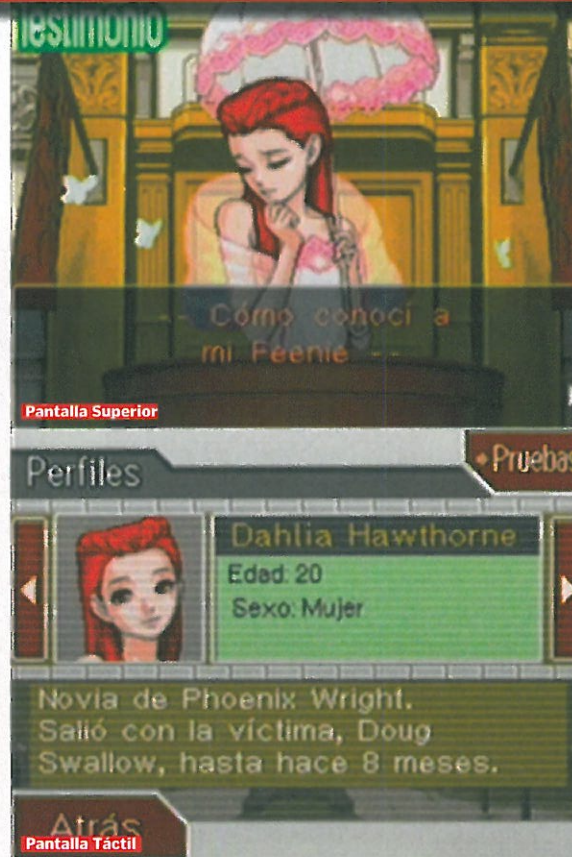 Testimonio
-- Cómo conocí a
mi Feenie --
Pantalla Superior
Perfiles
Pruebas
Dahlia Hawthorne
Edad: 20
Sexo: Mujer
Novia de Phoenix Wright.
Salió con la víctima, Doug
Swallow, hasta hace 8 meses.
Atrás
Pantalla Táctil